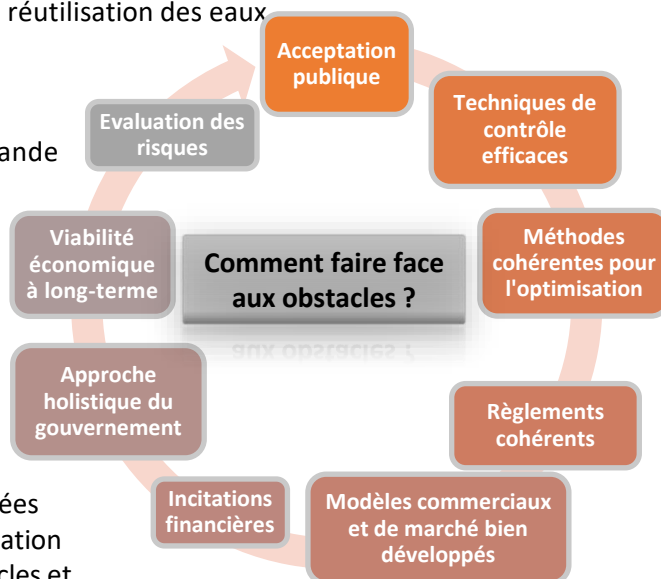 réutilisation des eaux
Acceptation
publique
Techniques de
contrôle
efficaces
Méthodes
cohérentes pour
l'optimisation
Règlements
cohérents
Modèles commerciaux
et de marché bien
développés
Incitations
financières
Approche
holistique du
gouvernement
Viabilité
économique
à long-terme
Evaluation des
risques
Comment faire face
aux obstacles ?
ande
ées
ation
cles et